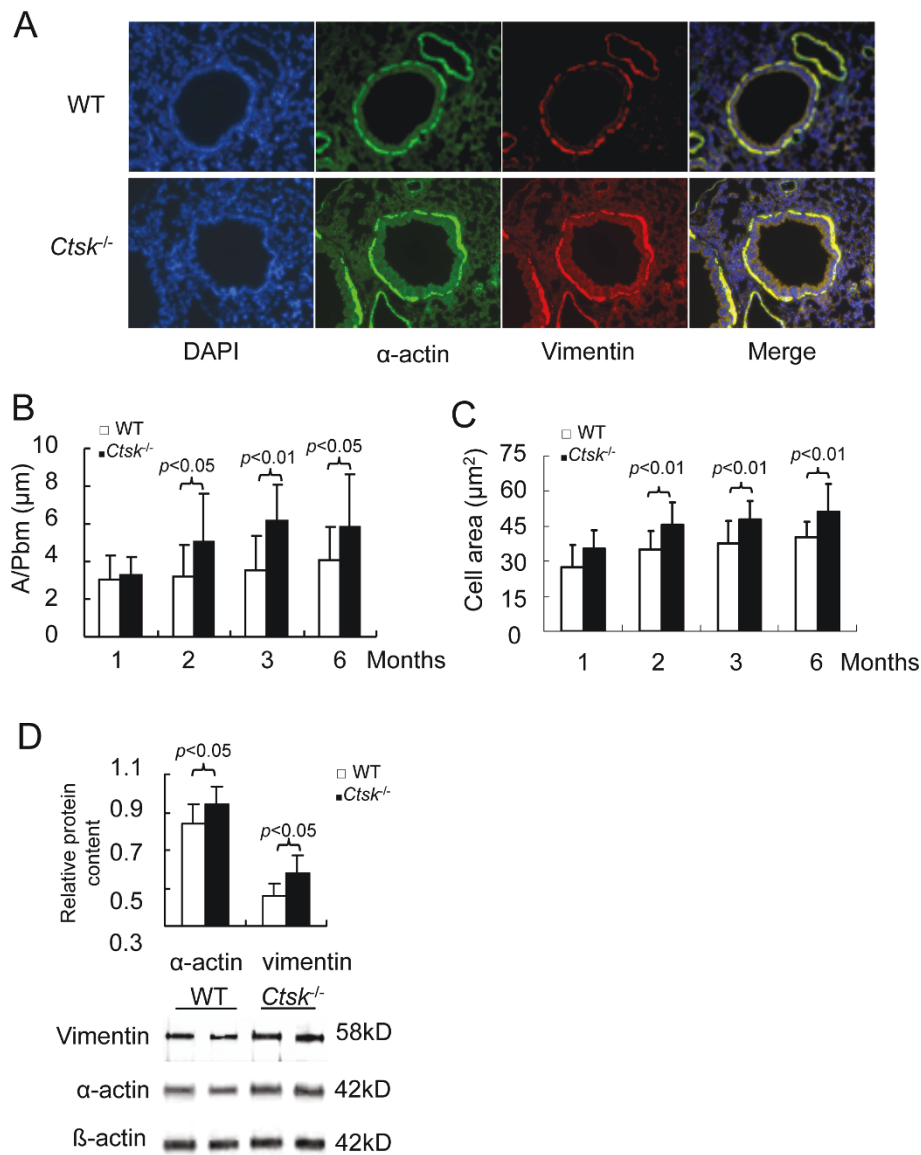 A
WT
Ctsk-/-
DAPI
α-actin
Vimentin
Merge
B
WT
Ctsk-/-
p<0.05
p<0.01
p<0.05
A/Pbm (μm)
10
8
6
4
2
0
1 2 3 6 Months
C
WT
Ctsk-/-
p<0.01
p<0.01
p<0.01
Cell area (μm²)
75
60
45
30
15
0
1 2 3 6 Months
D
p<0.05
p<0.05
WT
Ctsk-/-
Relative protein
content
1.1
0.9
0.7
0.5
0.3
α-actin vimentin
WT Ctsk-/-
Vimentin 58kD
α-actin 42kD
ß-actin 42kD